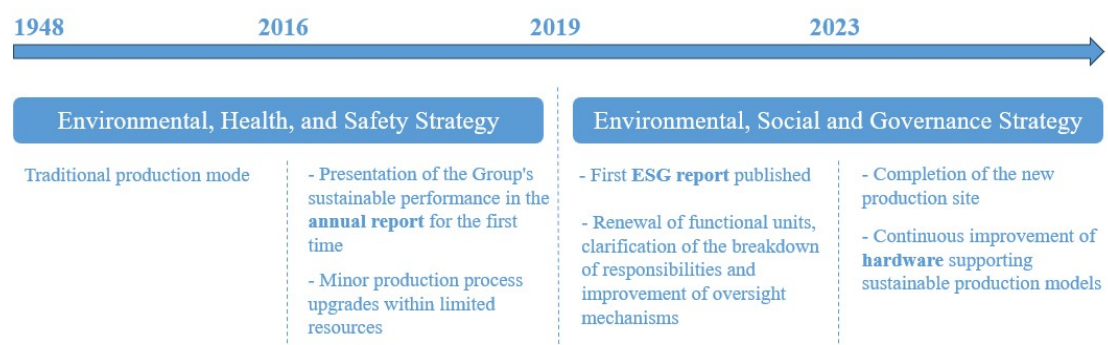 1948
2016
2019
2023
Environmental, Health, and Safety Strategy
Environmental, Social and Governance Strategy
Traditional production mode
- Presentation of the Group's
sustainable performance in the
annual report for the first
time
- Minor production process
upgrades within limited
resources
- First ESG report published
- Renewal of functional units,
clarification of the breakdown
of responsibilities and
improvement of oversight
mechanisms
- Completion of the new
production site
- Continuous improvement of
hardware supporting
sustainable production models